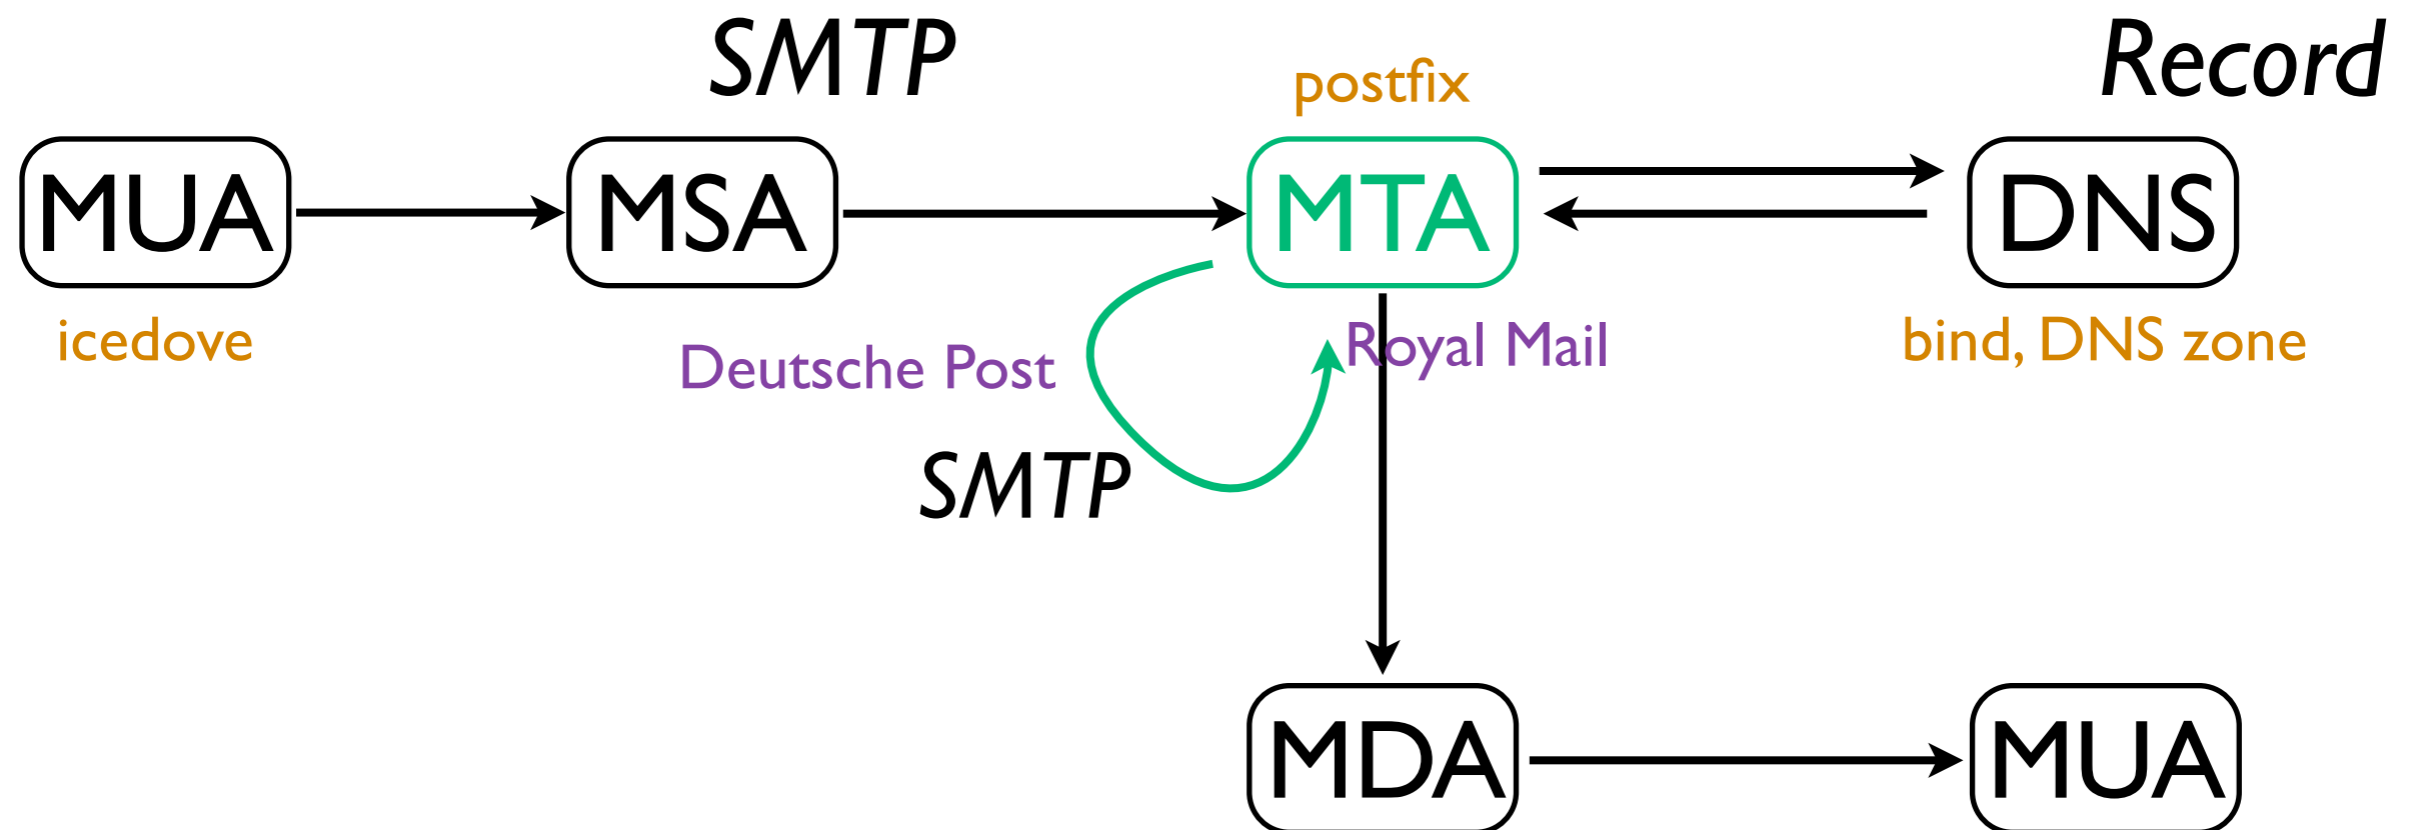 SMTP
Record
postfix
MUA
MSA
MTA
DNS
icedove
Deutsche Post
Royal Mail
bind, DNS zone
SMTP
MDA
MUA